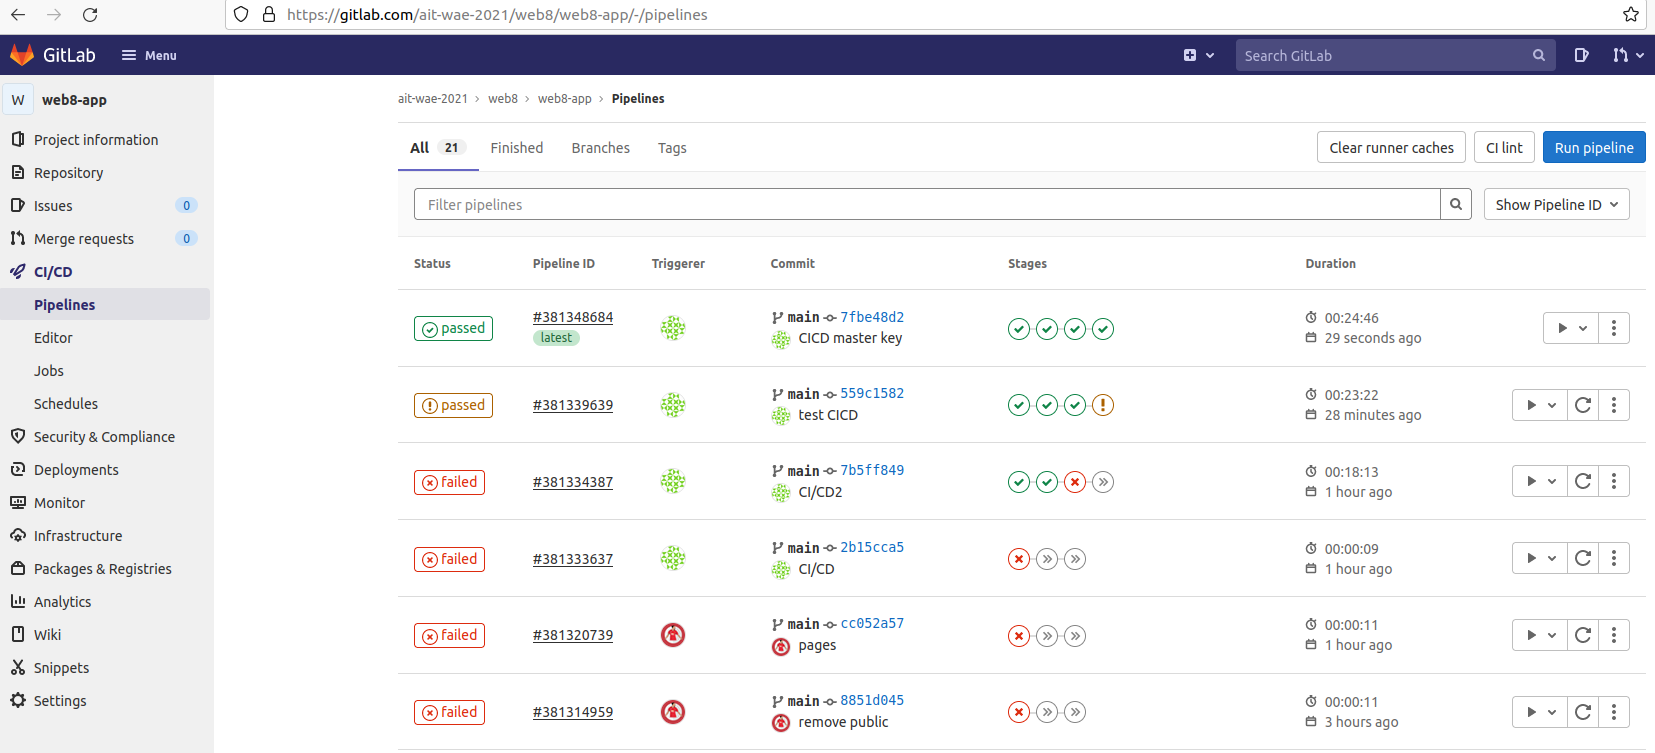 https://gitlab.com/ait-wae-2021/web8/web8-app/-/pipelines
GitLab Menu Search GitLab
W web8-app
Project information
Repository
Issues 0
Merge requests 0
CI/CD
Pipelines
Editor
Jobs
Schedules
Security & Compliance
Deployments
Monitor
Infrastructure
Packages & Registries
Analytics
Wiki
Snippets
Settings
ait-wae-2021 › web8 › web8-app › Pipelines
All 21 Finished Branches Tags Clear runner caches CI lint Run pipeline
Filter pipelines Show Pipeline ID
Status Pipeline ID Triggerer Commit Stages Duration
passed #381348684 latest main 7fbe48d2 00:24:46
CICD master key 29 seconds ago
passed #381339639 main 559c1582 00:23:22
test CICD 28 minutes ago
failed #381334387 main 7b5ff849 00:18:13
CI/CD2 1 hour ago
failed #381333637 main 2b15cca5 00:00:09
CI/CD 1 hour ago
failed #381320739 main cc052a57 00:00:11
pages 1 hour ago
failed #381314959 main 8851d045 00:00:11
remove public 3 hours ago